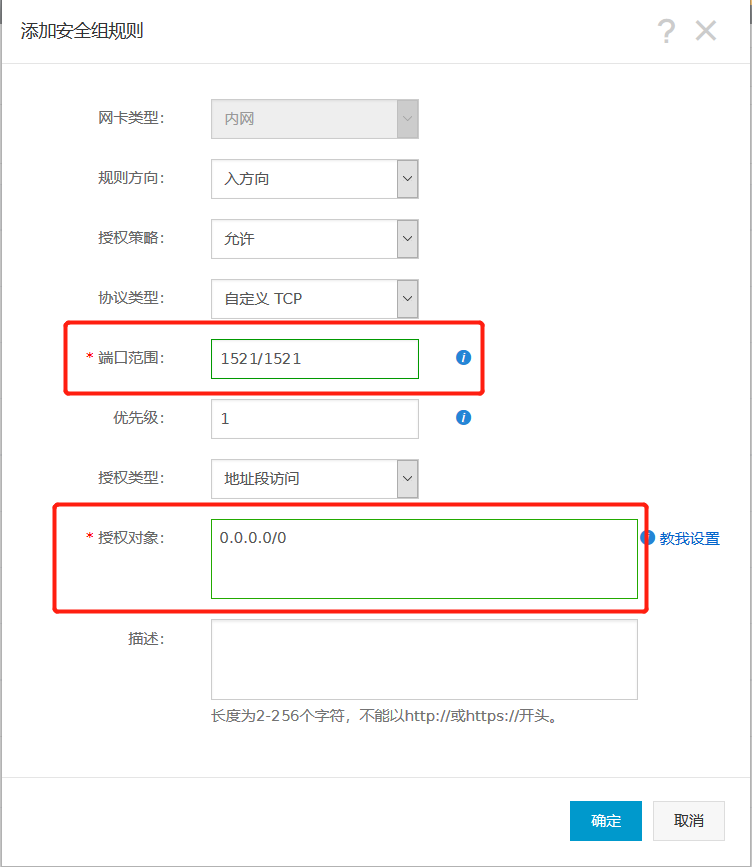 添加安全组规则
网卡类型： 内网
规则方向： 入方向
授权策略： 允许
协议类型： 自定义 TCP
* 端口范围： 1521/1521
优先级： 1
授权类型： 地址段访问
* 授权对象： 0.0.0.0/0 教我设置
描述：
长度为2-256个字符，不能以http://或https://开头。
确定 取消